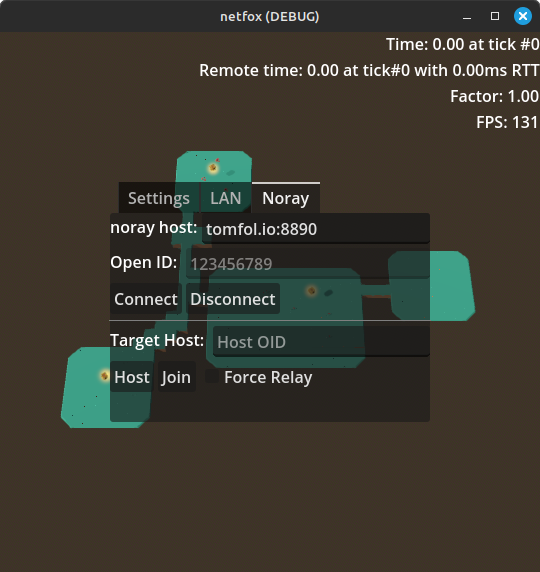 netfox (DEBUG)
Time: 0.00 at tick #0
Remote time: 0.00 at tick#0 with 0.00ms RTT
Factor: 1.00
FPS: 131
Settings LAN Noray
noray host: tomfol.io:8890
Open ID: 123456789
Connect Disconnect
Target Host: Host OID
Host Join Force Relay